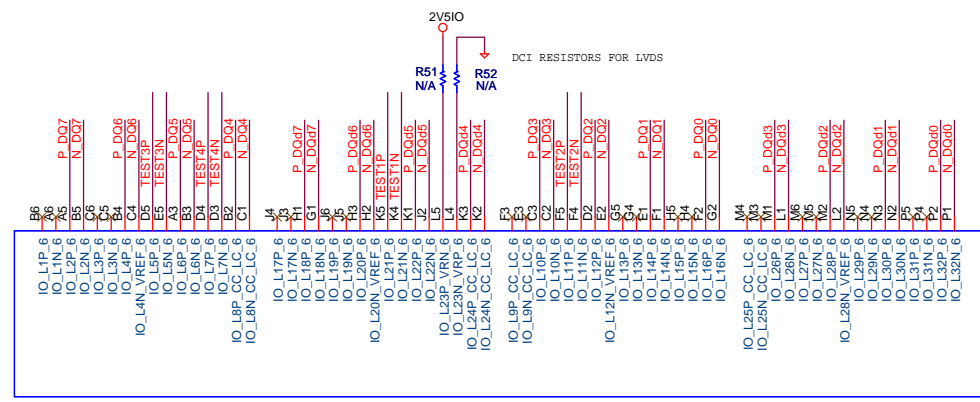 2V5IO
DCI RESISTORS FOR LVDS
R51
N/A
R52
N/A
P_DQ7
N_DQ7
P_DQ6
N_DQ6
TEST3P
TEST3N
P_DQ5
N_DQ5
TEST4P
TEST4N
P_DQ4
N_DQ4
P_DQd7
N_DQd7
P_DQd6
N_DQd6
TEST1P
TEST1N
P_DQd5
N_DQd5
P_DQd4
N_DQd4
P_DQ3
N_DQ3
TEST2P
TEST2N
P_DQ2
N_DQ2
P_DQ1
N_DQ1
P_DQ0
N_DQ0
P_DQd3
N_DQd3
P_DQd2
N_DQd2
P_DQd1
N_DQd1
P_DQd0
N_DQd0
B6
A6
A5
B5
C6
C5
B4
C4
D5
E5
A3
B3
D4
D3
B2
C1
J4
J3
H1
G1
J6
J5
H3
H2
K5
K4
K1
J2
L5
L4
K3
K2
F3
E3
C3
C2
F5
F4
D2
E2
G5
G4
E1
F1
H5
H4
F2
G2
M4
M3
M1
L1
M6
M5
M2
L2
N5
N4
N3
N2
P5
P4
P2
P1
IO_L1P_6
IO_L1N_6
IO_L2P_6
IO_L2N_6
IO_L3P_6
IO_L3N_6
IO_L4P_6
IO_L4N_VREF_6
IO_L5P_6
IO_L5N_6
IO_L6P_6
IO_L6N_6
IO_L7P_6
IO_L7N_6
IO_L8P_CC_LC_6
IO_L8N_CC_LC_6
IO_L17P_6
IO_L17N_6
IO_L18P_6
IO_L18N_6
IO_L19P_6
IO_L19N_6
IO_L20P_6
IO_L20N_VREF_6
IO_L21P_6
IO_L21N_6
IO_L22P_6
IO_L22N_6
IO_L23P_VRN_6
IO_L23N_VRP_6
IO_L24P_CC_LC_6
IO_L24N_CC_LC_6
IO_L9P_CC_LC_6
IO_L9N_CC_LC_6
IO_L10P_6
IO_L10N_6
IO_L11P_6
IO_L11N_6
IO_L12P_6
IO_L12N_VREF_6
IO_L13P_6
IO_L13N_6
IO_L14P_6
IO_L14N_6
IO_L15P_6
IO_L15N_6
IO_L16P_6
IO_L16N_6
IO_L25P_CC_LC_6
IO_L25N_CC_LC_6
IO_L26P_6
IO_L26N_6
IO_L27P_6
IO_L27N_6
IO_L28P_6
IO_L28N_VREF_6
IO_L29P_6
IO_L29N_6
IO_L30P_6
IO_L30N_6
IO_L31P_6
IO_L31N_6
IO_L32P_6
IO_L32N_6